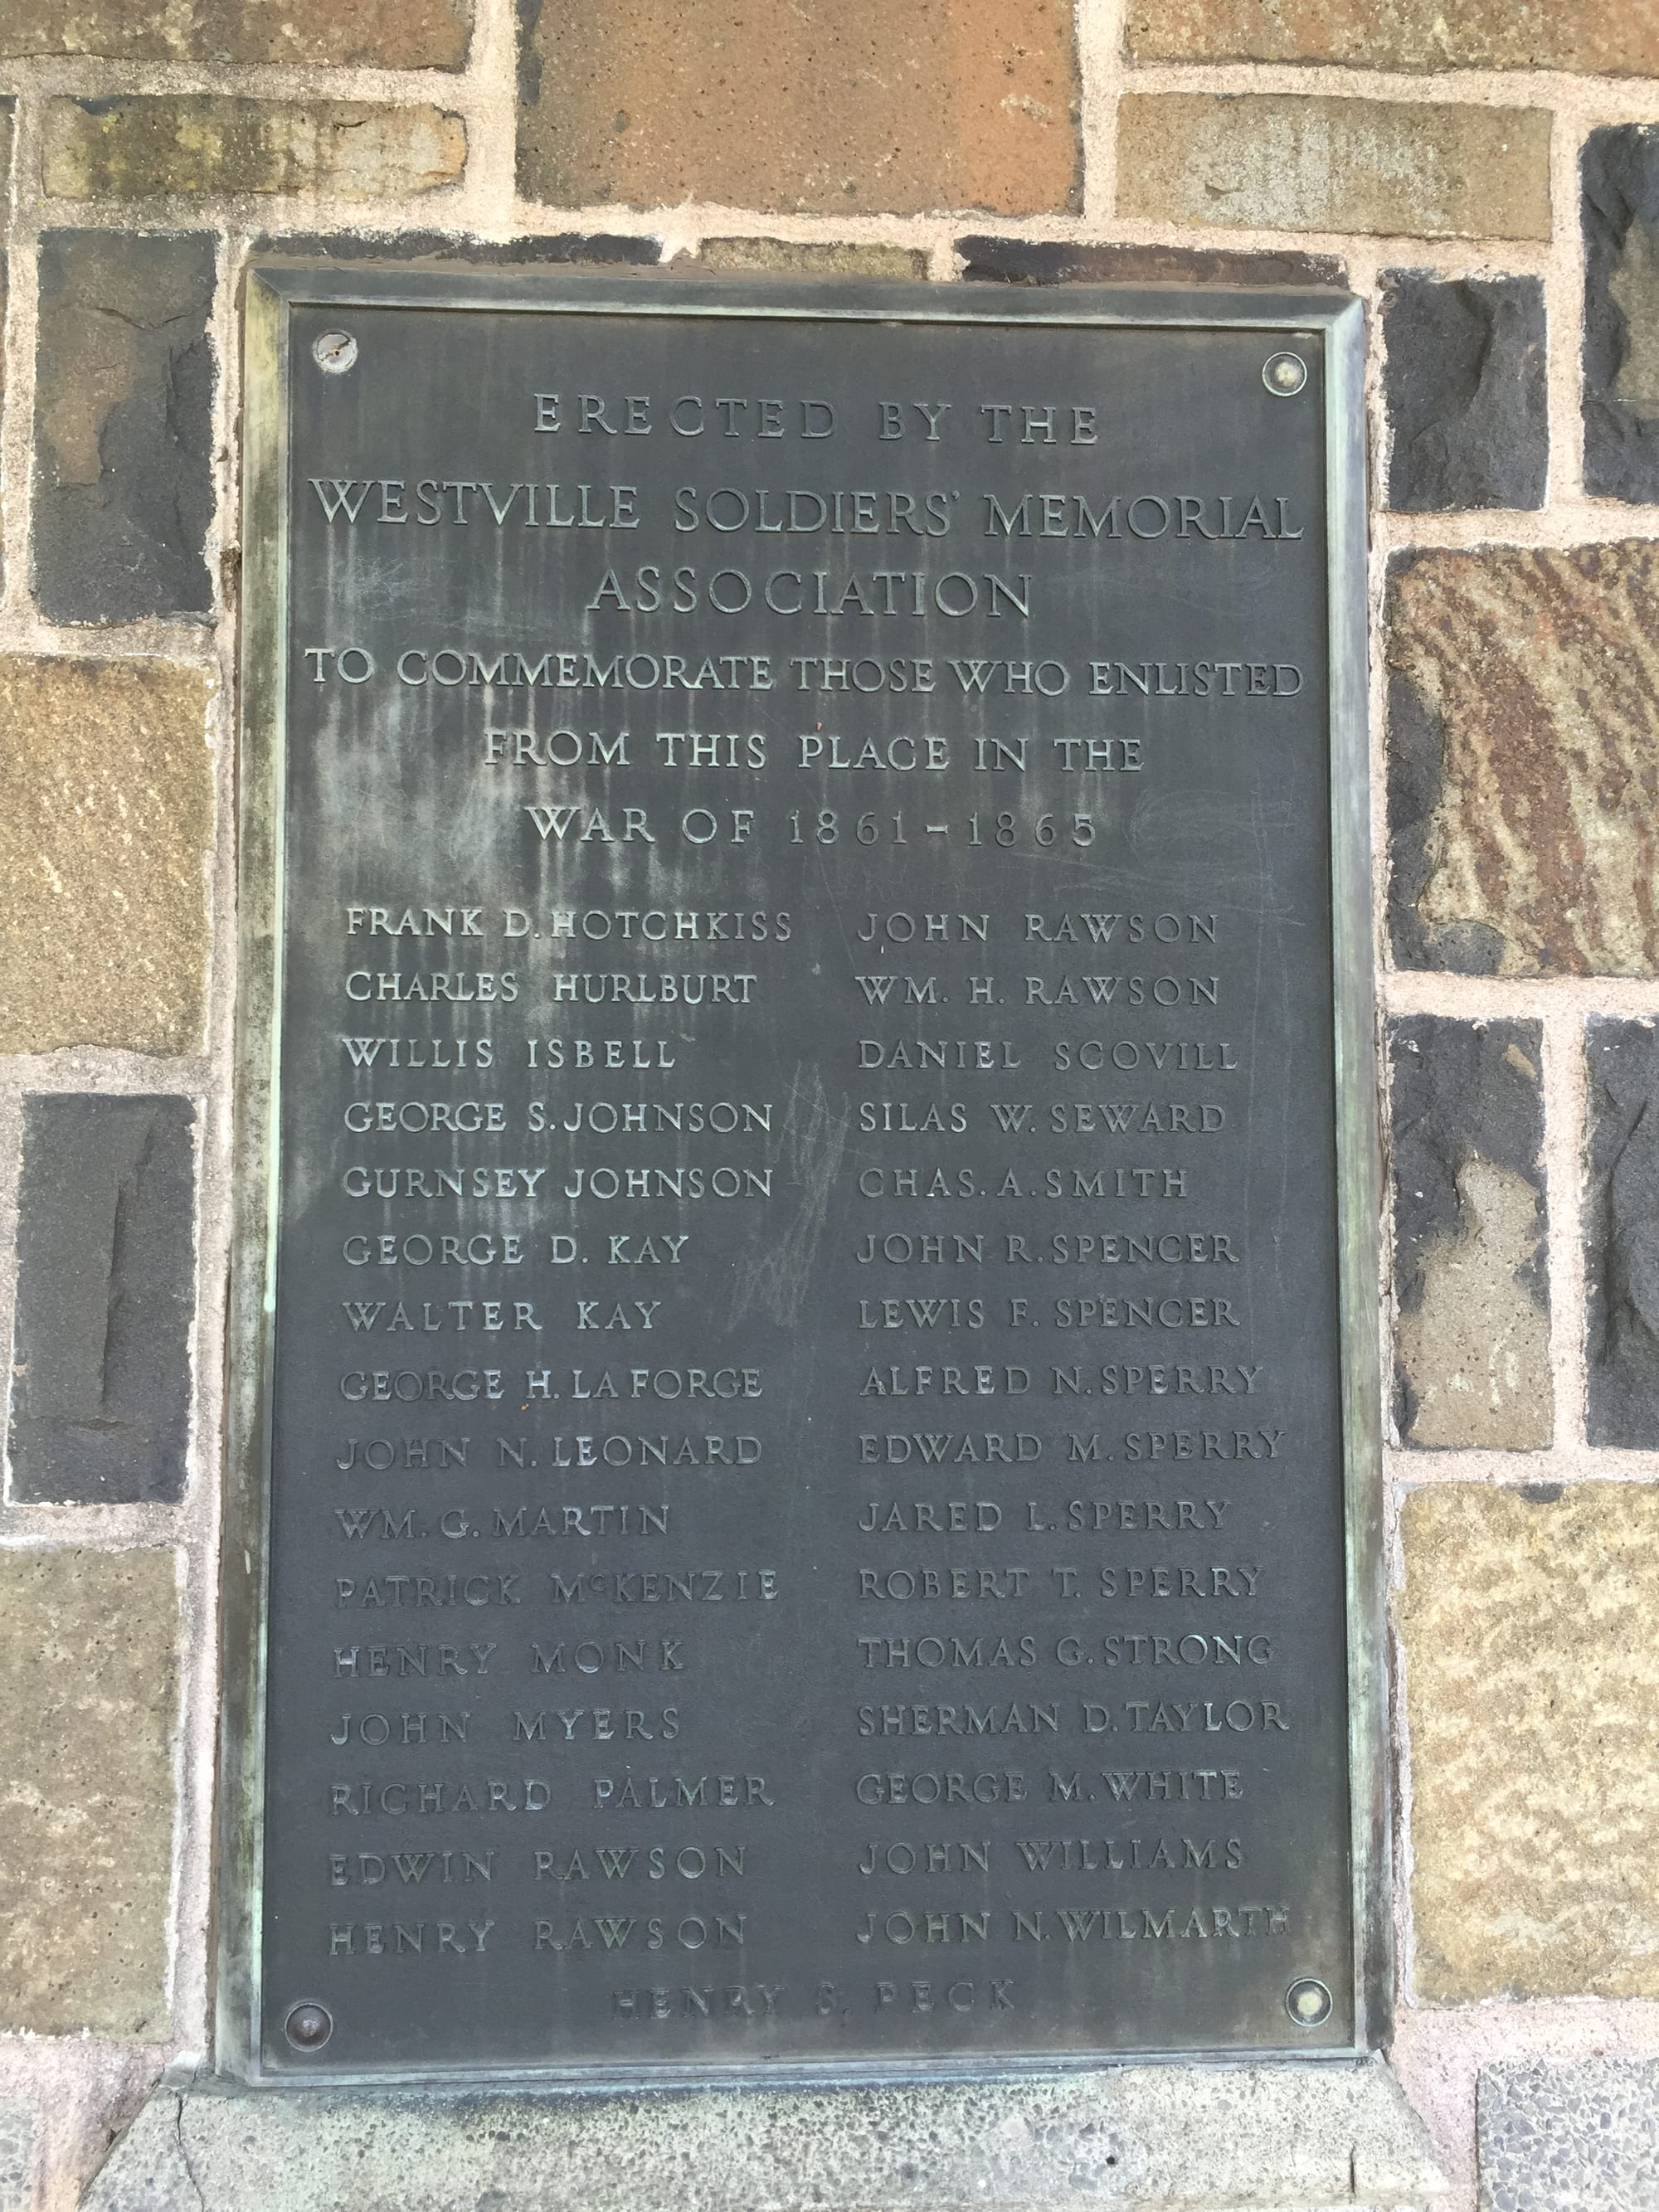 ERECTED BY THE
WESTVILLE SOLDIERS' MEMORIAL
ASSOCIATION
TO COMMEMORATE THOSE WHO ENLISTED
FROM THIS PLACE IN THE
WAR OF 1861-1865
FRANK D. HOTCHKISS
CHARLES HURLBURT
WILLIS ISBELL
GEORGE S. JOHNSON
GURNSEY JOHNSON
GEORGE D. KAY
WALTER KAY
GEORGE H. LA FORGE
JOHN N. LEONARD
WM. G. MARTIN
PATRICK McKENZIE
HENRY MONK
JOHN MYERS
RICHARD PALMER
EDWIN RAWSON
HENRY RAWSON
JOHN RAWSON
WM. H. RAWSON
DANIEL SCOVILL
SILAS W. SEWARD
CHAS. A. SMITH
JOHN R. SPENCER
LEWIS F. SPENCER
ALFRED N. SPERRY
EDWARD M. SPERRY
JARED L. SPERRY
ROBERT T. SPERRY
THOMAS G. STRONG
SHERMAN D. TAYLOR
GEORGE M. WHITE
JOHN WILLIAMS
JOHN N. WILMARTH
HENRY S. PECK